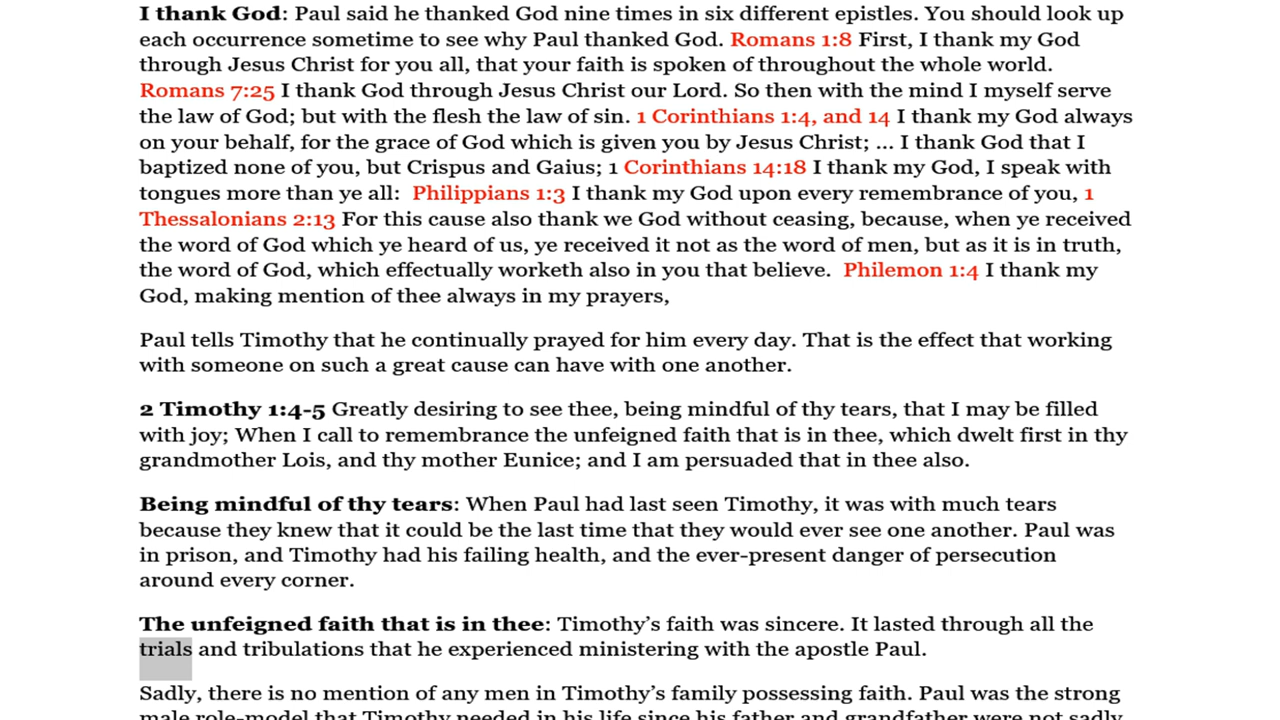 I thank God: Paul said he thanked God nine times in six different epistles. You should look up
each occurrence sometime to see why Paul thanked God. Romans 1:8 First, I thank my God
through Jesus Christ for you all, that your faith is spoken of throughout the whole world.
Romans 7:25 I thank God through Jesus Christ our Lord. So then with the mind I myself serve
the law of God; but with the flesh the law of sin. 1 Corinthians 1:4, and 14 I thank my God always
on your behalf, for the grace of God which is given you by Jesus Christ; ... I thank God that I
baptized none of you, but Crispus and Gaius; 1 Corinthians 14:18 I thank my God, I speak with
tongues more than ye all:  Philippians 1:3 I thank my God upon every remembrance of you, 1
Thessalonians 2:13 For this cause also thank we God without ceasing, because, when ye received
the word of God which ye heard of us, ye received it not as the word of men, but as it is in truth,
the word of God, which effectually worketh also in you that believe.  Philemon 1:4 I thank my
God, making mention of thee always in my prayers,
Paul tells Timothy that he continually prayed for him every day. That is the effect that working
with someone on such a great cause can have with one another.
2 Timothy 1:4-5 Greatly desiring to see thee, being mindful of thy tears, that I may be filled
with joy; When I call to remembrance the unfeigned faith that is in thee, which dwelt first in thy
grandmother Lois, and thy mother Eunice; and I am persuaded that in thee also.
Being mindful of thy tears: When Paul had last seen Timothy, it was with much tears
because they knew that it could be the last time that they would ever see one another. Paul was
in prison, and Timothy had his failing health, and the ever-present danger of persecution
around every corner.
The unfeigned faith that is in thee: Timothy's faith was sincere. It lasted through all the
trials and tribulations that he experienced ministering with the apostle Paul.
Sadly, there is no mention of any men in Timothy's family possessing faith. Paul was the strong
male role-model that Timothy needed in his life since his father and grandfather were not sadly